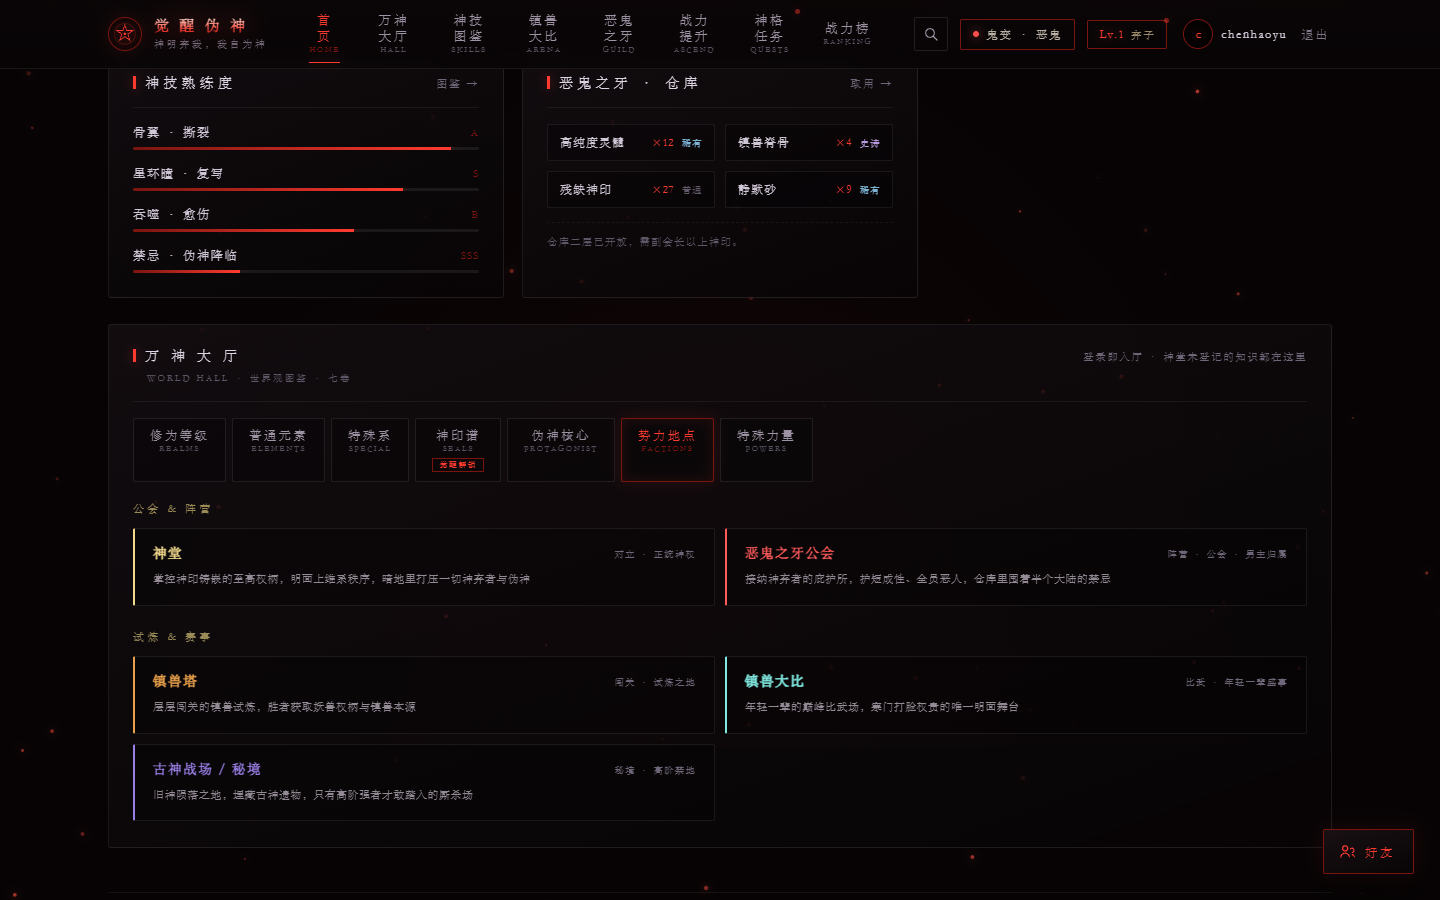 觉醒伪神
神明弃我，我自为神
首页
HOME
万神大厅
HALL
神技图鉴
SKILLS
镇兽大比
ARENA
恶鬼之牙
GUILD
战力提升
ASCEND
神格任务
QUESTS
战力榜
RANKING
鬼变 · 恶鬼
Lv.1 弃子
c
chenhaoyu
退出
神技熟练度
图鉴 →
骨翼 · 撕裂
A
星环瞳 · 复写
S
吞噬 · 愈伤
B
禁忌 · 伪神降临
SSS
恶鬼之牙 · 仓库
取用 →
高纯度灵髓 ×12 稀有
镇兽脊骨 ×4 史诗
残缺神印 ×27 普通
静默砂 ×9 稀有
仓库二层已开放，需副会长以上神印。
万神大厅
登录即入厅 · 神堂未登记的知识都在这里
WORLD HALL · 世界观图鉴 · 七卷
修为等级
REALMS
普通元素
ELEMENTS
特殊系
SPECIAL
神印谱
SEALS
觉醒解锁
伪神核心
PROTAGONIST
势力地点
FACTIONS
特殊力量
POWERS
公会 & 阵营
神堂
对立 · 正统神权
掌控神印铸嵌的至高权柄，明面上维系秩序，暗地里打压一切神弃者与伪神
恶鬼之牙公会
阵营 · 公会 · 男主归属
接纳神弃者的庇护所，护短成性、全员恶人，仓库里囤着半个大陆的禁忌
试炼 & 赛事
镇兽塔
闯关 · 试炼之地
层层闯关的镇兽试炼，胜者获取妖兽权柄与镇兽本源
镇兽大比
比武 · 年轻一辈盛事
年轻一辈的巅峰比武场，寒门打脸权贵的唯一明面舞台
古神战场 / 秘境
秘境 · 高阶禁地
旧神陨落之地，埋藏古神遗物，只有高阶强者才敢踏入的厮杀场
好友